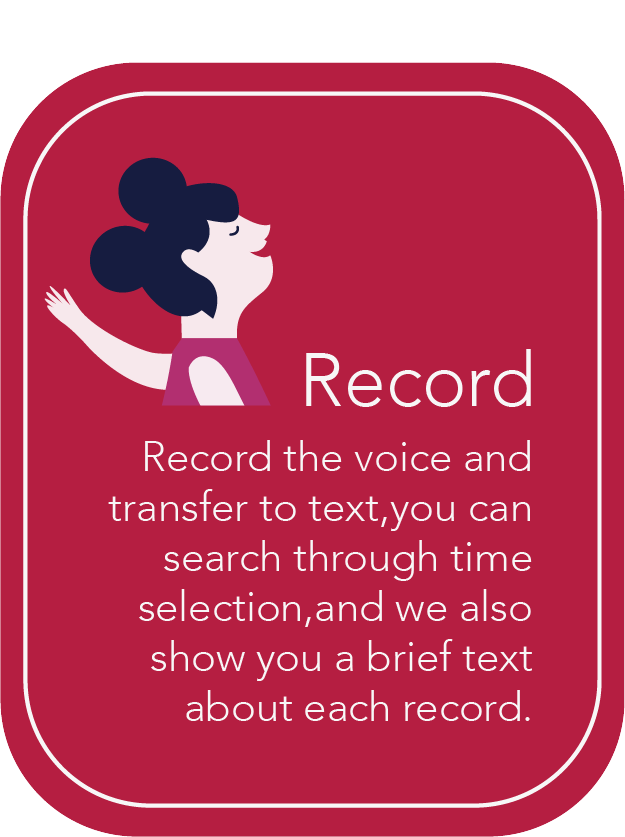 Record
Record the voice and
transfer to text,you can
search through time
selection,and we also
show you a brief text
about each record.